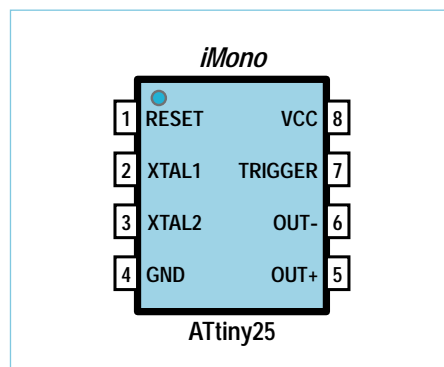 iMono
1 RESET VCC 8
2 XTAL1 TRIGGER 7
3 XTAL2 OUT- 6
4 GND OUT+ 5
ATtiny25